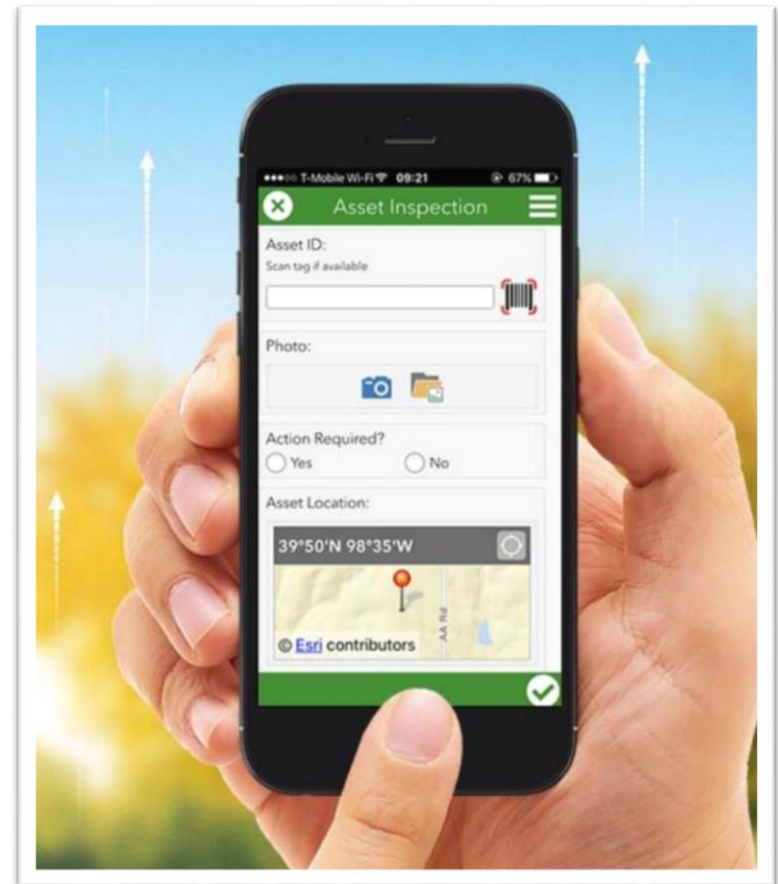 T-Mobile Wi-Fi 09:21 67%
Asset Inspection
Asset ID:
Scan tag if available
Photo:
Action Required?
Yes No
Asset Location:
39°50'N 98°35'W
AA Rd
© Esri contributors